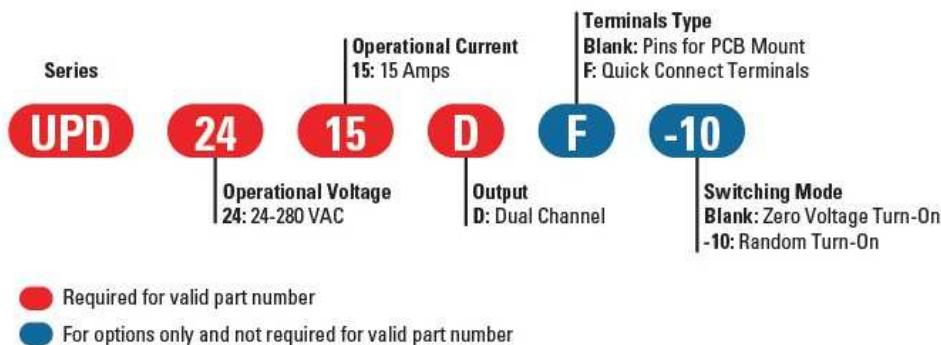 Terminals Type
Blank: Pins for PCB Mount
F: Quick Connect Terminals
Operational Current
15: 15 Amps
Series
UPD 24 15 D F -10
Operational Voltage
24: 24-280 VAC
Output
D: Dual Channel
Switching Mode
Blank: Zero Voltage Turn-On
-10: Random Turn-On
Required for valid part number
For options only and not required for valid part number